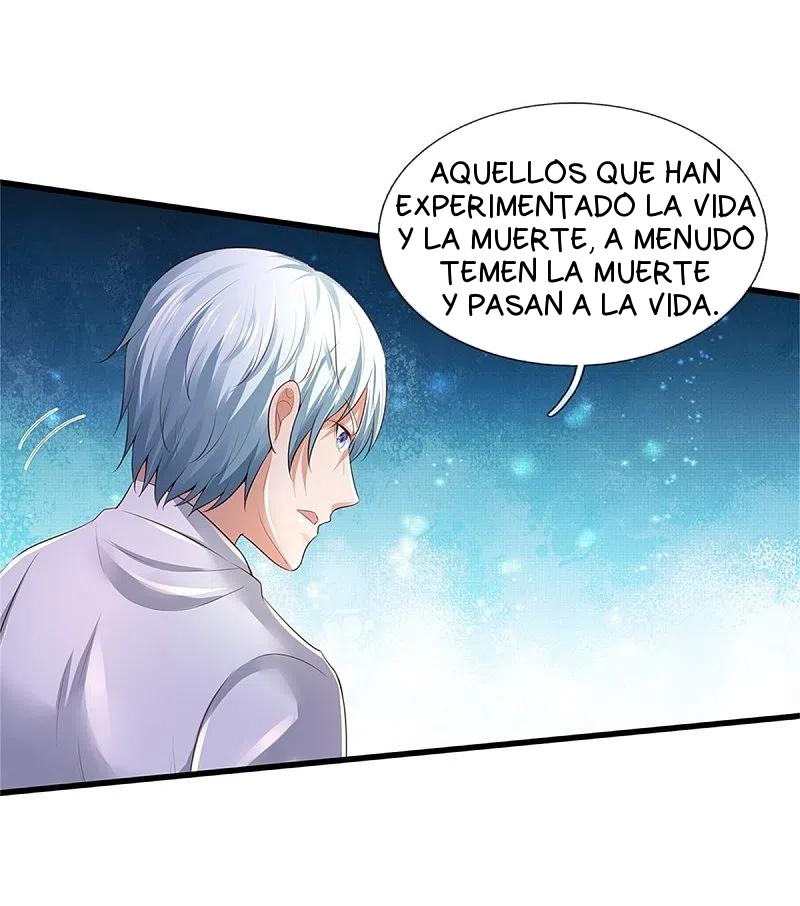 AQUELLOS QUE HAN
EXPERIMENTADO LA VIDA
Y LA MUERTE, A MENUDO
TEMEN LA MUERTE
Y PASAN A LA VIDA.